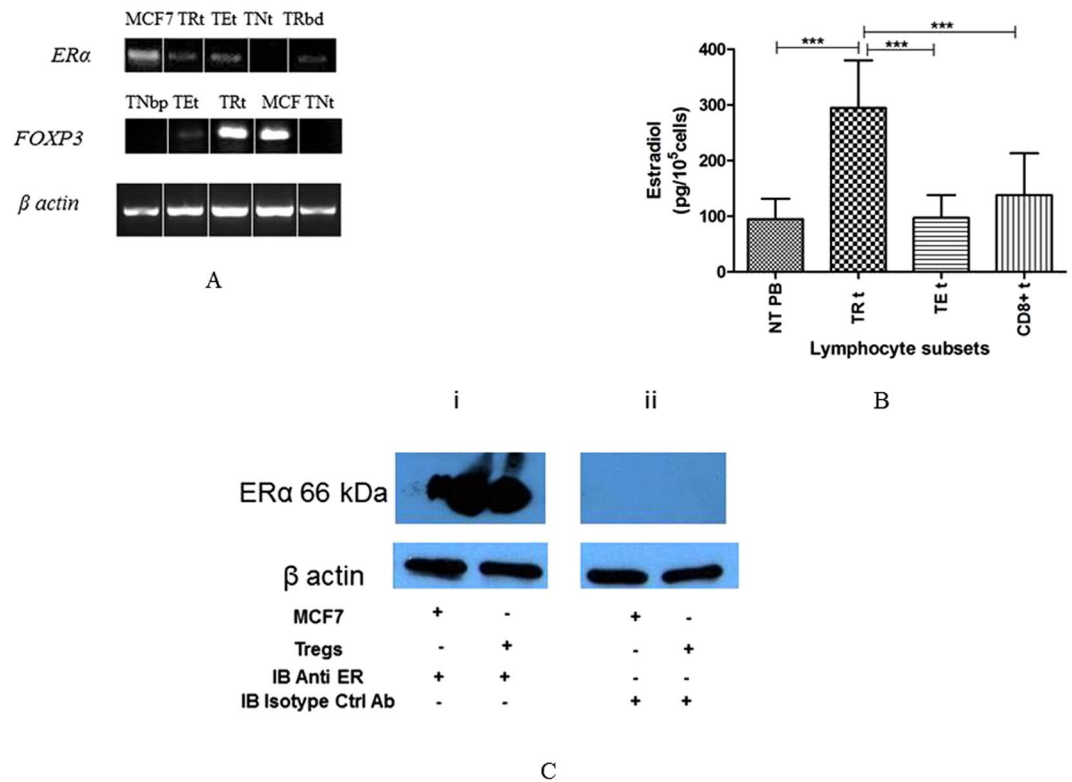 MCF7 TRt TEt TNt TRbd
ERα
TNbp TEt TRt MCF TNt
FOXP3
β actin
A
*** *** ***
400
300
200
100
0
Estradiol
(pg/10⁵cells)
NT PB
TR t
TE t
CD8+ t
Lymphocyte subsets
B
i ii
ERα 66 kDa
β actin
MCF7 + - + -
Tregs - + - +
IB Anti ER + + - -
IB Isotype Ctrl Ab - - + +
C